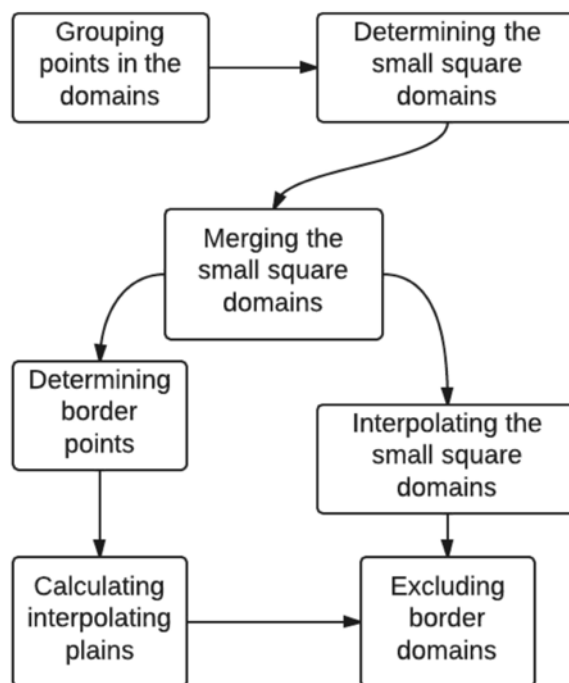 Grouping
points in the
domains
Determining the
small square
domains
Merging the
small square
domains
Determining
border
points
Interpolating the
small square
domains
Calculating
interpolating
plains
Excluding
border
domains